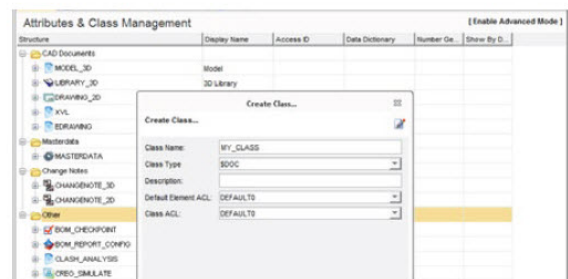 Attributes & Class Management
[ Enable Advanced Mode ]
Structure Display Name Access ID Data Dictionary Number Ge... Show By D...
CAD Documents
MODEL_3D Model
LIBRARY_3D 3D Library
DRAWING_2D
XVL
EDRAWING
Masterdata
MASTERDATA
Change Notes
CHANGENOTE_3D
CHANGENOTE_2D
Other
BOM_CHECKPOINT
BOM_REPORT_CONFIG
CLASH_ANALYSIS
CREO_SIMULATE
Create Class...
Create Class...
Class Name: MY_CLASS
Class Type $DOC
Description:
Default Element ACL: DEFAULT0
Class ACL: DEFAULT0